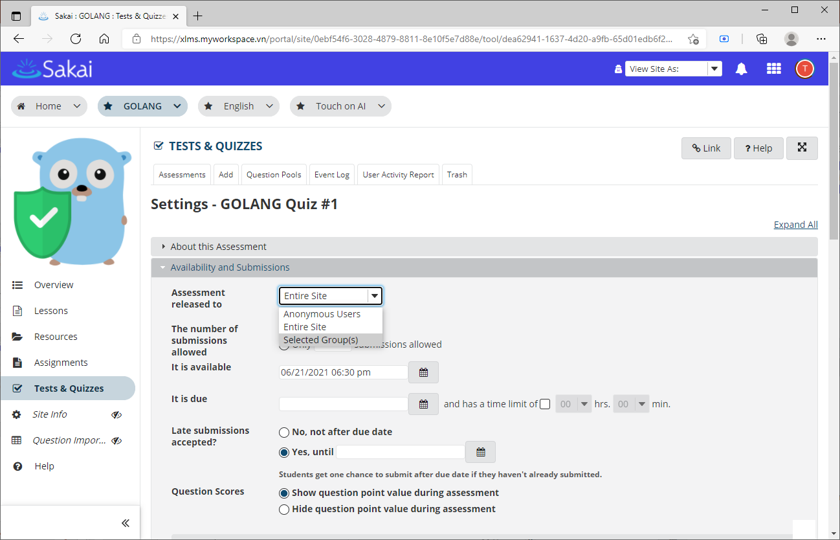 Sakai : GOLANG : Tests & Quizze
https://xlms.myworkspace.vn/portal/site/0ebf54f6-3028-4879-8811-8e10f5e7d88e/tool/dea62941-1637-4d20-a9fb-65d01edb6f2...
Sakai
View Site As:
T
Home
GOLANG
English
Touch on AI
TESTS & QUIZZES
Link
? Help
Assessments
Add
Question Pools
Event Log
User Activity Report
Trash
Settings - GOLANG Quiz #1
Expand All
About this Assessment
Availability and Submissions
Assessment
released to
Entire Site
Anonymous Users
Entire Site
Selected Group(s)
The number of
submissions
allowed
Only
submissions allowed
It is available
06/21/2021 06:30 pm
It is due
and has a time limit of
00
hrs.
00
min.
Late submissions
accepted?
No, not after due date
Yes, until
Students get one chance to submit after due date if they haven't already submitted.
Question Scores
Show question point value during assessment
Hide question point value during assessment
Overview
Lessons
Resources
Assignments
Tests & Quizzes
Site Info
Question Impor...
Help